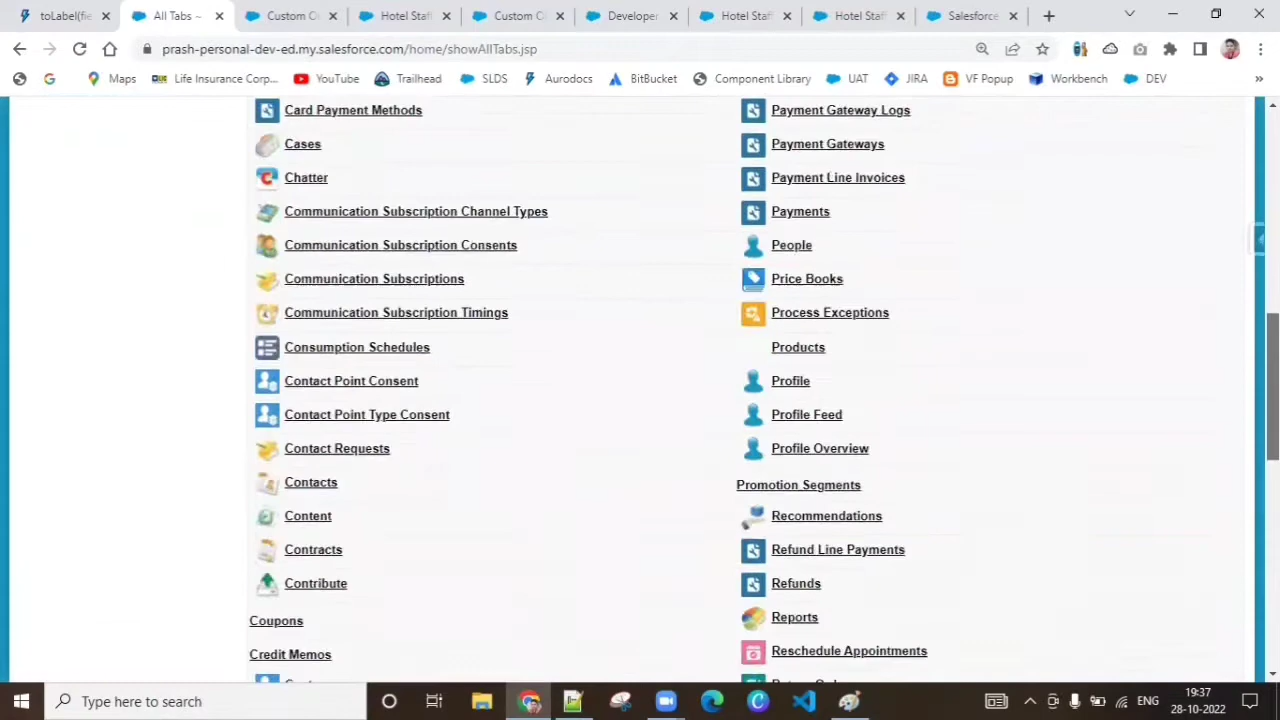 toLabel(fie
All Tabs ~
Custom O
Hotel Staf
Custom O
Developer
Hotel Staf
Hotel Staf
Salesforce
prash-personal-dev-ed.my.salesforce.com/home/showAllTabs.jsp
Maps
Life Insurance Corp...
YouTube
Trailhead
SLDS
Aurodocs
BitBucket
Component Library
UAT
JIRA
VF Popup
Workbench
DEV
»
Card Payment Methods
Cases
Chatter
Communication Subscription Channel Types
Communication Subscription Consents
Communication Subscriptions
Communication Subscription Timings
Consumption Schedules
Contact Point Consent
Contact Point Type Consent
Contact Requests
Contacts
Content
Contracts
Contribute
Coupons
Credit Memos
Payment Gateway Logs
Payment Gateways
Payment Line Invoices
Payments
People
Price Books
Process Exceptions
Products
Profile
Profile Feed
Profile Overview
Promotion Segments
Recommendations
Refund Line Payments
Refunds
Reports
Reschedule Appointments
Type here to search
ENG
19:37
28-10-2022